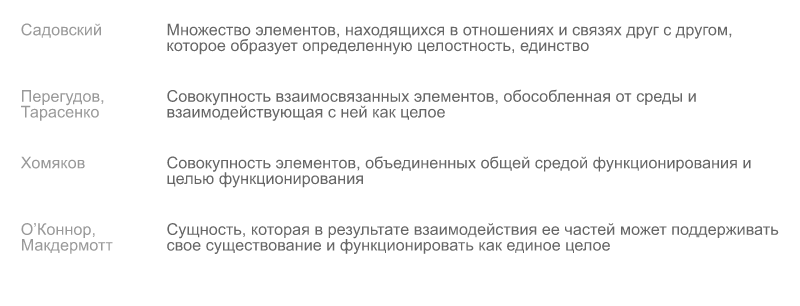 Садовский
Множество элементов, находящихся в отношениях и связях друг с другом,
которое образует определенную целостность, единство
Перегудов,
Тарасенко
Совокупность взаимосвязанных элементов, обособленная от среды и
взаимодействующая с ней как целое
Хомяков
Совокупность элементов, объединенных общей средой функционирования и
целью функционирования
О’Коннор,
Макдермотт
Сущность, которая в результате взаимодействия ее частей может поддерживать
свое существование и функционировать как единое целое